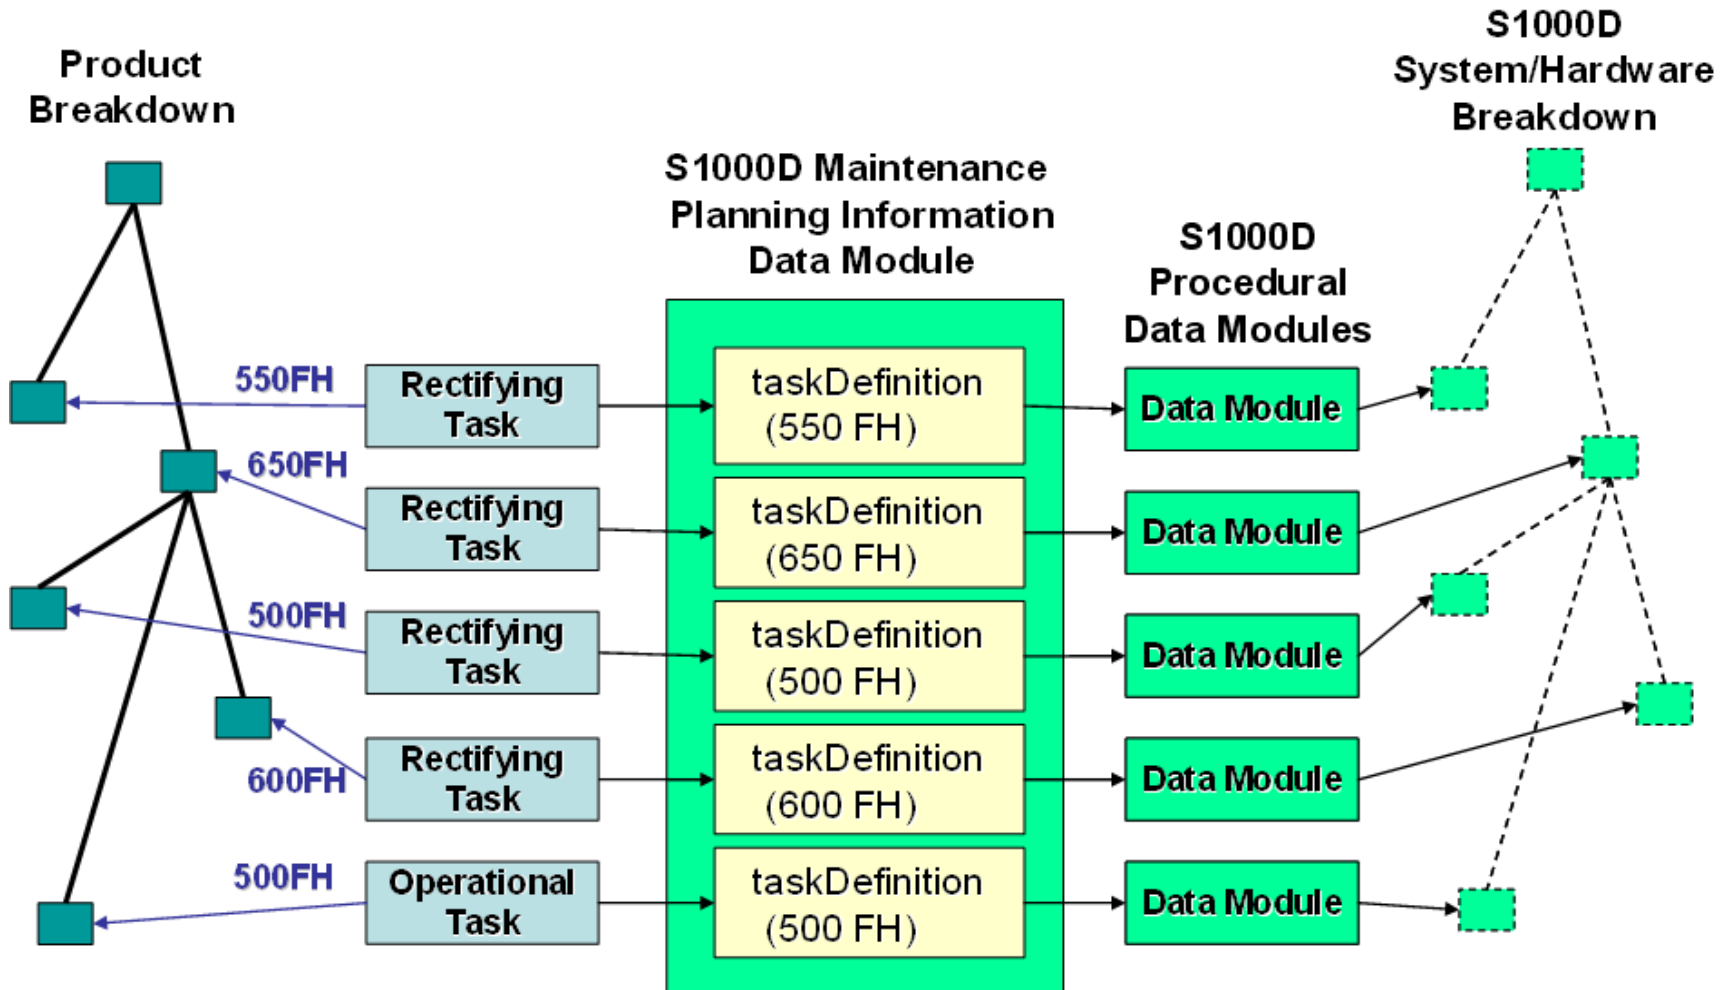 Product
Breakdown
S1000D Maintenance
Planning Information
Data Module
S1000D
Procedural
Data Modules
S1000D
System/Hardware
Breakdown
550FH
Rectifying
Task
taskDefinition
(550 FH)
Data Module
650FH
Rectifying
Task
taskDefinition
(650 FH)
Data Module
500FH
Rectifying
Task
taskDefinition
(500 FH)
Data Module
600FH
Rectifying
Task
taskDefinition
(600 FH)
Data Module
500FH
Operational
Task
taskDefinition
(500 FH)
Data Module